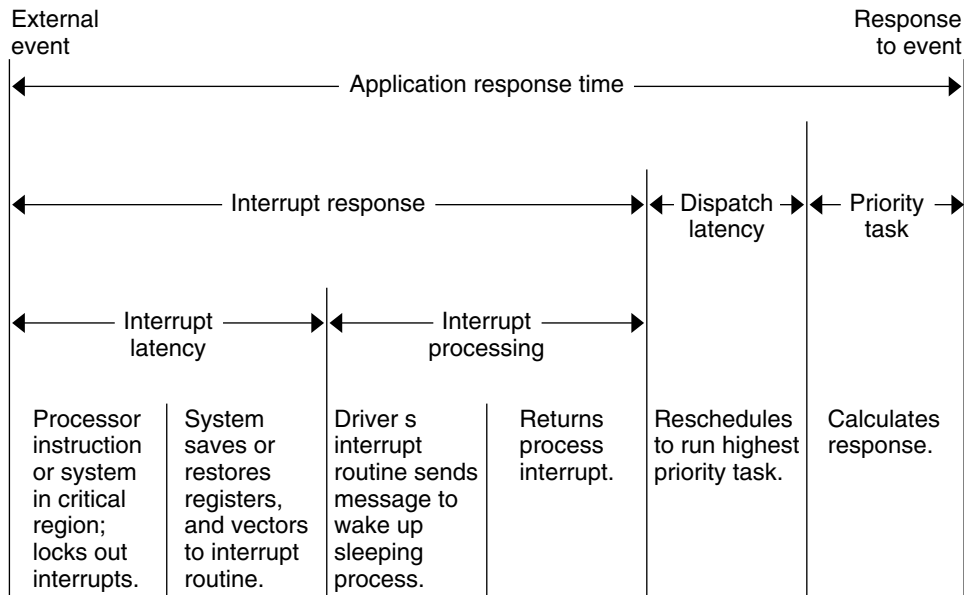 External
event
Response
to event
Application response time
Interrupt response
Dispatch
latency
Priority
task
Interrupt
latency
Interrupt
processing
Processor
instruction
or system
in critical
region;
locks out
interrupts.
System
saves or
restores
registers,
and vectors
to interrupt
routine.
Driver s
interrupt
routine sends
message to
wake up
sleeping
process.
Returns
process
interrupt.
Reschedules
to run highest
priority task.
Calculates
response.